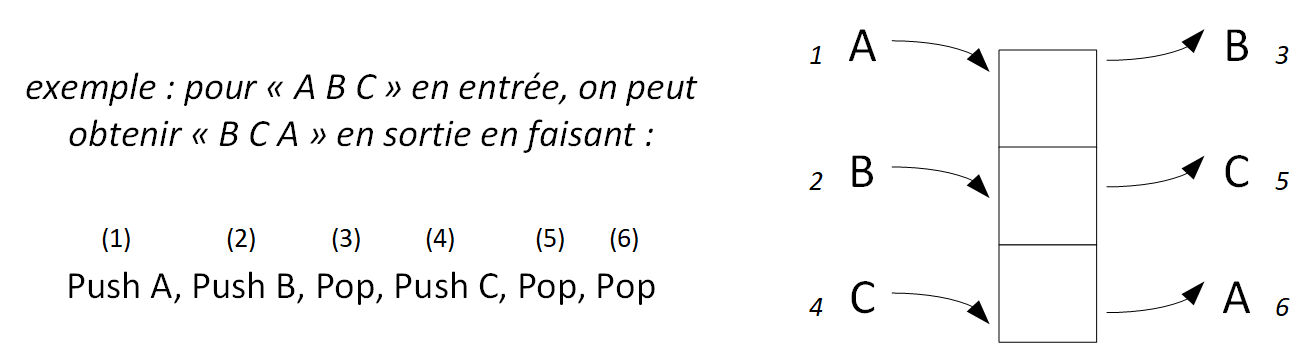 exemple : pour « A B C » en entrée, on peut
obtenir « B C A » en sortie en faisant :
(1) (2) (3) (4) (5) (6)
Push A, Push B, Pop, Push C, Pop, Pop
1 A B 3
2 B C 5
4 C A 6